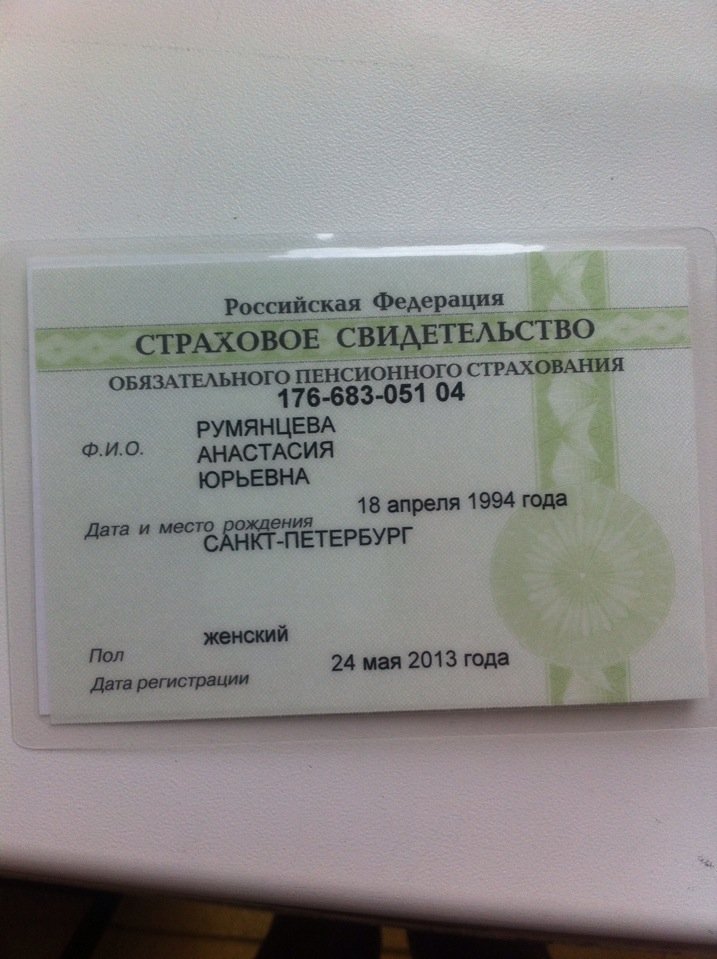 Российская Федерация
СТРАХОВОЕ СВИДЕТЕЛЬСТВО
ОБЯЗАТЕЛЬНОГО ПЕНСИОННОГО СТРАХОВАНИЯ
176-683-051 04
Ф.И.О. РУМЯНЦЕВА
АНАСТАСИЯ
ЮРЬЕВНА
18 апреля 1994 года
Дата и место рождения
САНКТ-ПЕТЕРБУРГ
Пол женский
Дата регистрации 24 мая 2013 года